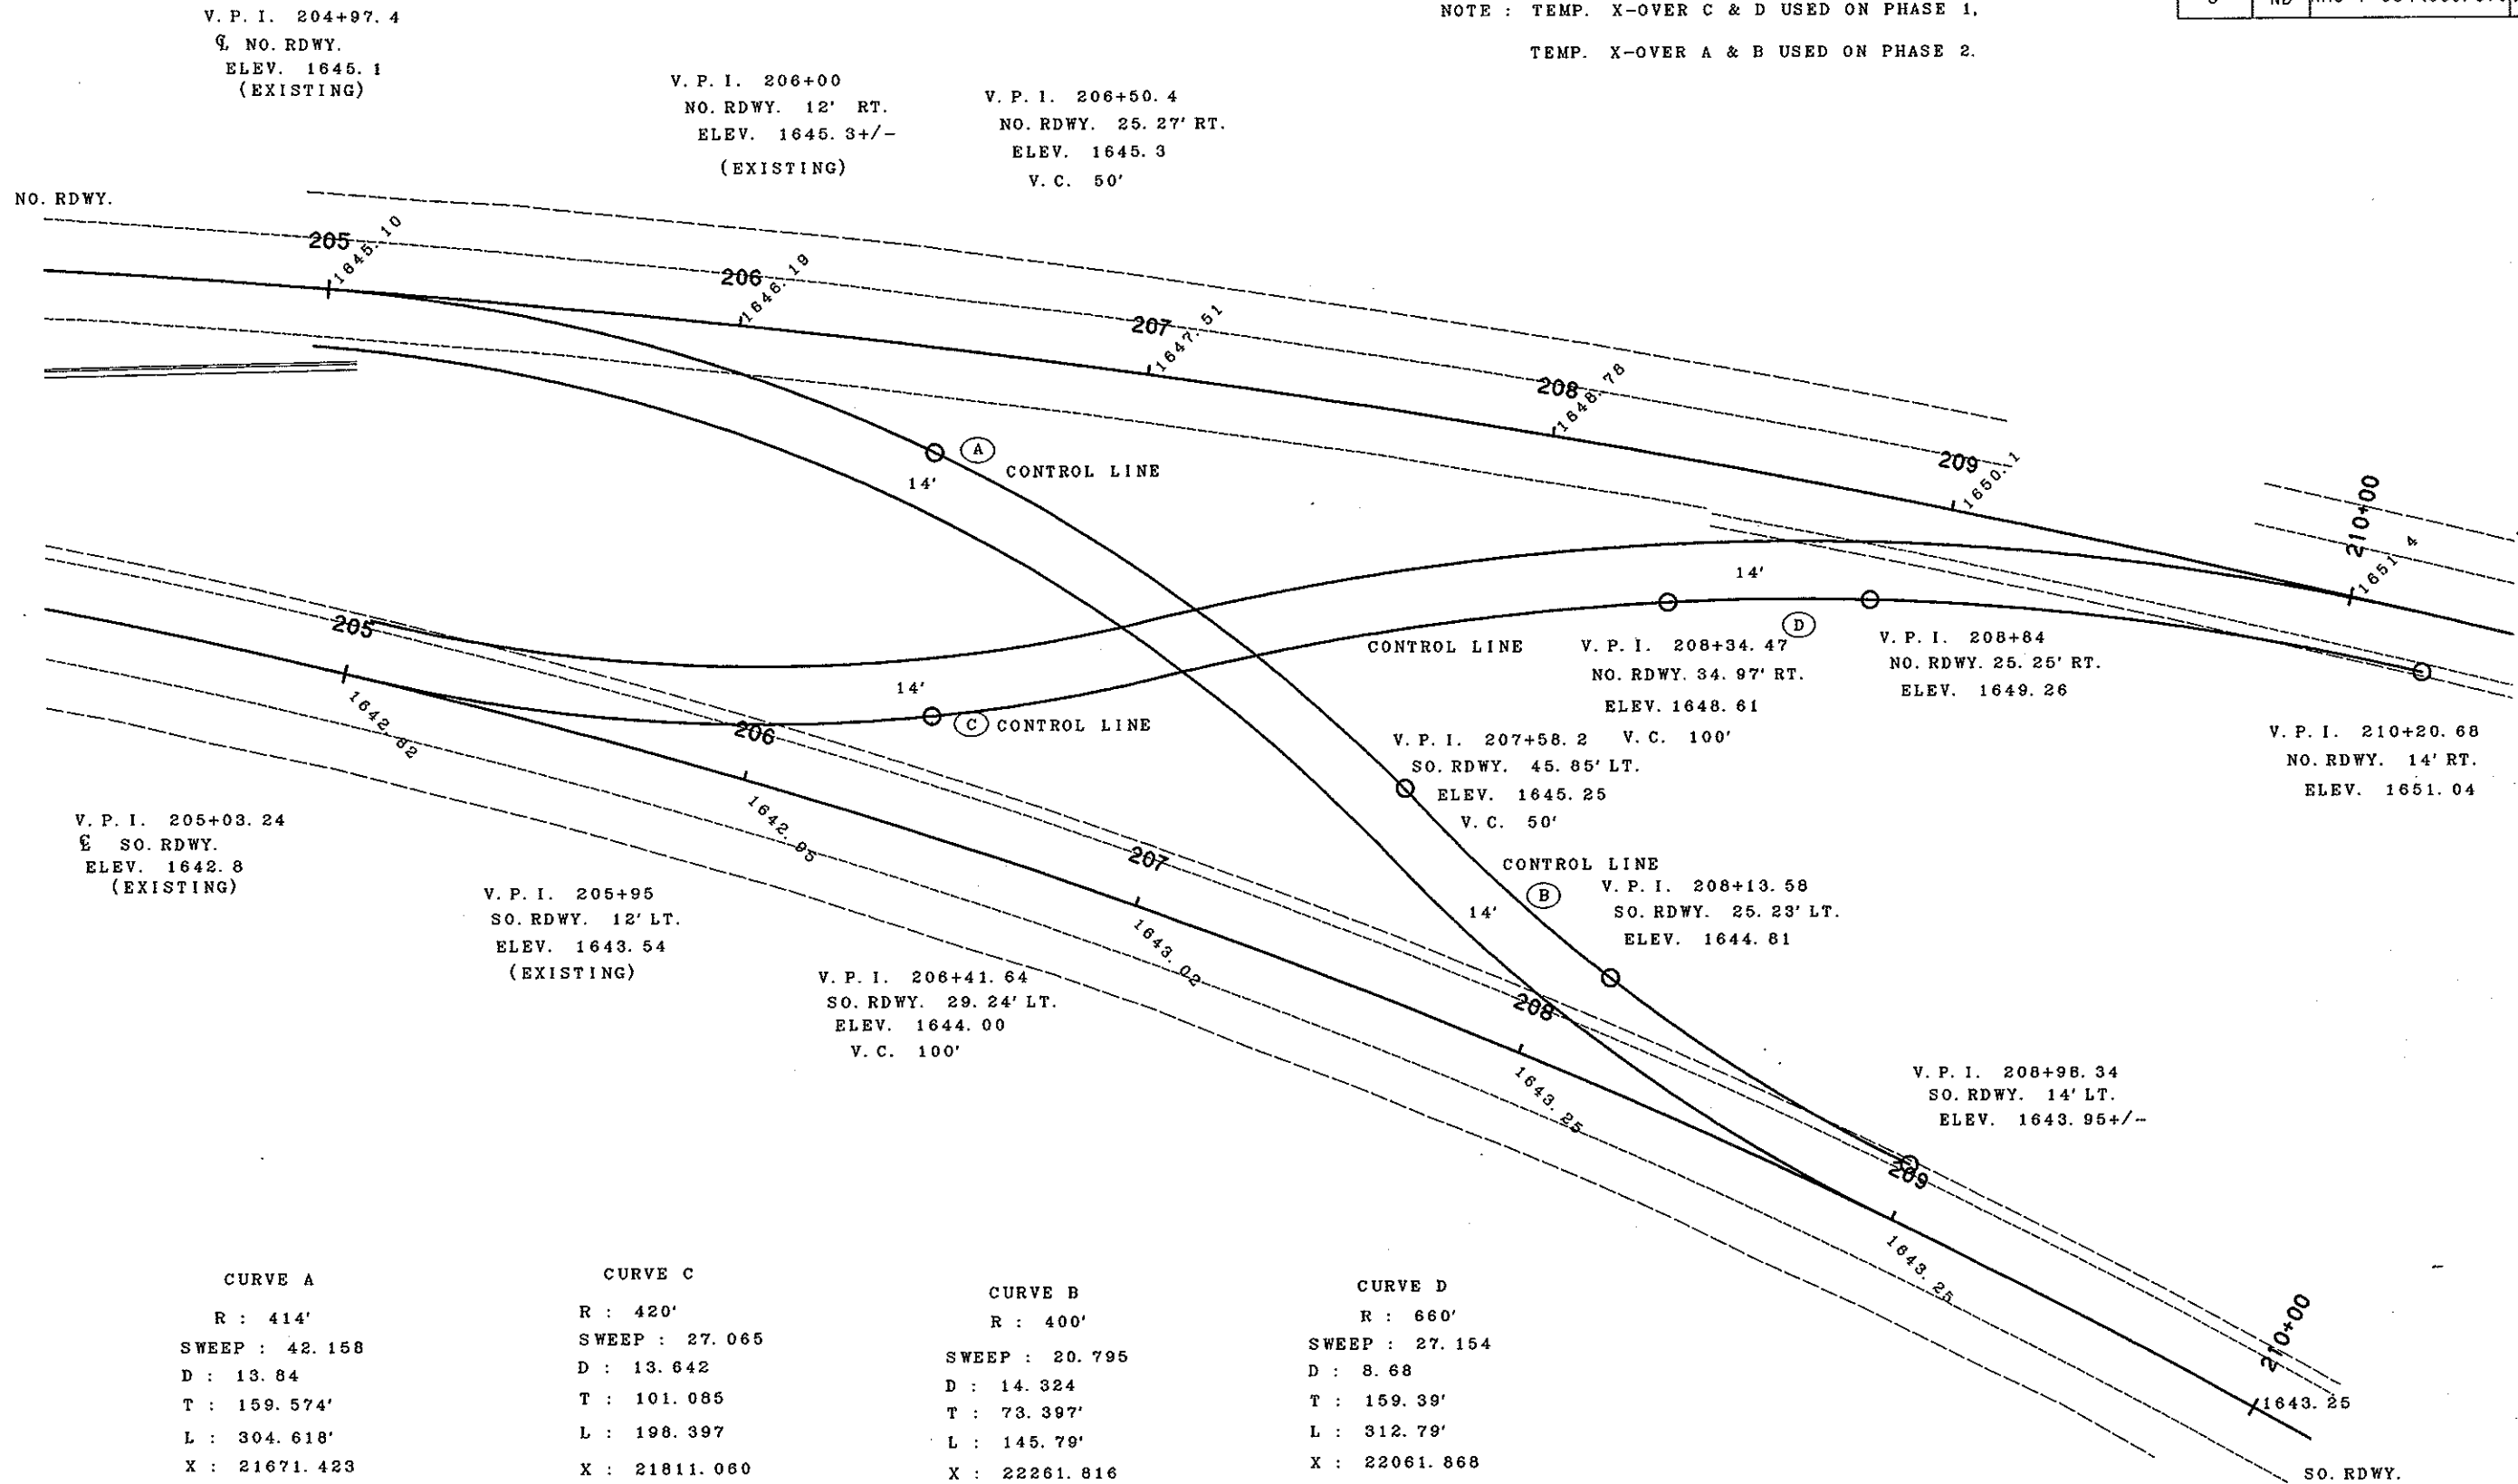 V. P. I. 204+97. 4
℄ NO. RDWY.
ELEV. 1645. 1
(EXISTING)
V. P. I. 206+00
NO. RDWY. 12' RT.
ELEV. 1645. 3+/-
(EXISTING)
V. P. I. 206+50. 4
NO. RDWY. 25. 27' RT.
ELEV. 1645. 3
V. C. 50'
NOTE : TEMP. X-OVER C & D USED ON PHASE 1,
TEMP. X-OVER A & B USED ON PHASE 2.
ND
NO. RDWY.
205
1645. 10
206
1646. 19
207
1647. 51
208
1648. 78
209
1650. 1
210+00
1651. 4
A
CONTROL LINE
14'
14'
D
CONTROL LINE
V. P. I. 208+34. 47
NO. RDWY. 34. 97' RT.
ELEV. 1648. 61
V. C. 100'
V. P. I. 208+84
NO. RDWY. 25. 25' RT.
ELEV. 1649. 26
V. P. I. 210+20. 68
NO. RDWY. 14' RT.
ELEV. 1651. 04
205
1642. 82
206
1642. 95
14'
C
CONTROL LINE
V. P. I. 207+58. 2
SO. RDWY. 45. 85' LT.
ELEV. 1645. 25
V. C. 50'
V. P. I. 205+03. 24
℄ SO. RDWY.
ELEV. 1642. 8
(EXISTING)
V. P. I. 205+95
SO. RDWY. 12' LT.
ELEV. 1643. 54
(EXISTING)
207
1643. 02
CONTROL LINE
B
14'
V. P. I. 208+13. 58
SO. RDWY. 25. 23' LT.
ELEV. 1644. 81
V. P. I. 206+41. 64
SO. RDWY. 29. 24' LT.
ELEV. 1644. 00
V. C. 100'
208
1643. 25
V. P. I. 208+98. 34
SO. RDWY. 14' LT.
ELEV. 1643. 95+/-
209
1643. 25
210+00
1643. 25
SO. RDWY.
CURVE A
R : 414'
SWEEP : 42. 158
D : 13. 84
T : 159. 574'
L : 304. 618'
X : 21671. 423
CURVE C
R : 420'
SWEEP : 27. 065
D : 13. 642
T : 101. 085
L : 198. 397
X : 21811. 060
CURVE B
R : 400'
SWEEP : 20. 795
D : 14. 324
T : 73. 397'
L : 145. 79'
X : 22261. 816
CURVE D
R : 660'
SWEEP : 27. 154
D : 8. 68
T : 159. 39'
L : 312. 79'
X : 22061. 868